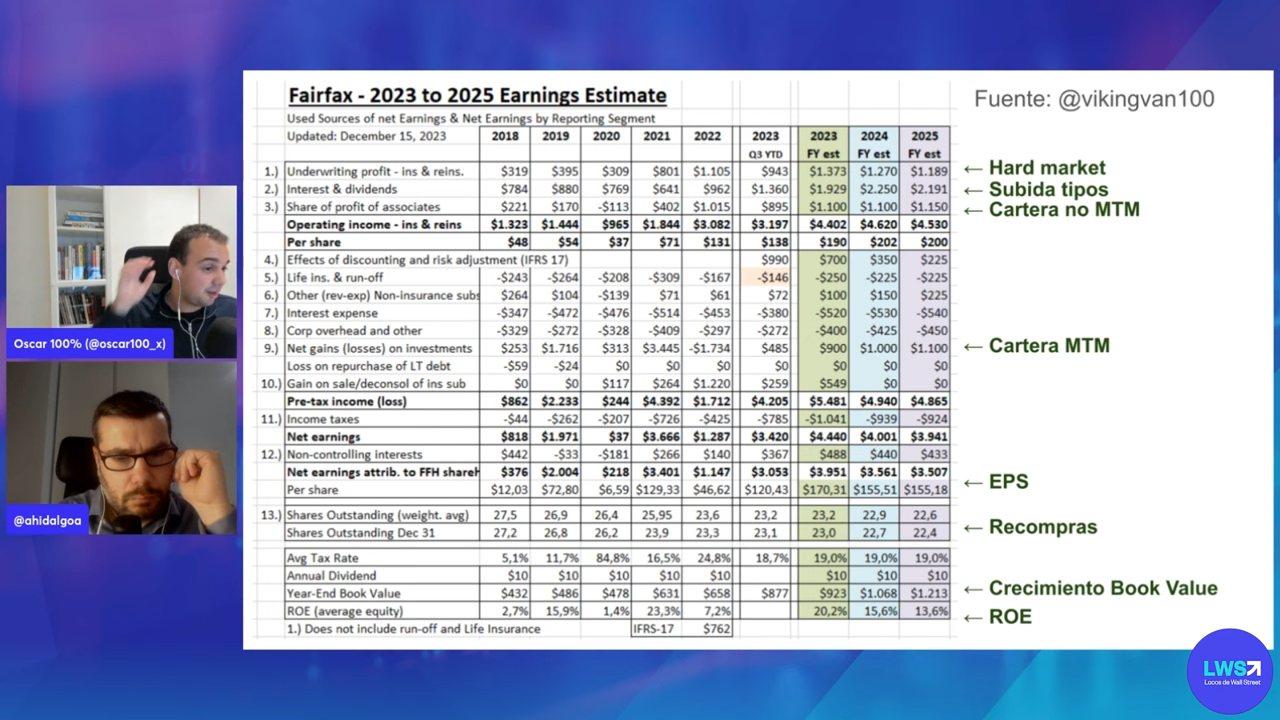 Fairfax - 2023 to 2025 Earnings Estimate
Fuente: @vikingvan100
Used Sources of net Earnings & Net Earnings by Reporting Segment
Updated: December 15, 2023 2018 2019 2020 2021 2022 2023 2023 2024 2025
Q3 YTD FY est FY est FY est
1.) Underwriting profit - ins & reins. $319 $395 $309 $801 $1.105 $943 $1.373 $1.270 $1.189 ← Hard market
2.) Interest & dividends $784 $880 $769 $641 $962 $1.360 $1.929 $2.250 $2.191 ← Subida tipos
3.) Share of profit of associates $221 $170 -$113 $402 $1.015 $895 $1.100 $1.100 $1.150 ← Cartera no MTM
Operating income - ins & reins $1.323 $1.444 $965 $1.844 $3.082 $3.197 $4.402 $4.620 $4.530
Per share $48 $54 $37 $71 $131 $138 $190 $202 $200
4.) Effects of discounting and risk adjustment (IFRS 17) $990 $700 $350 $225
5.) Life ins. & run-off -$243 -$264 -$208 -$309 -$167 -$146 -$250 -$225 -$225
6.) Other (rev-exp) Non-insurance subs $264 $104 -$139 $71 $61 $72 $100 $150 $225
7.) Interest expense -$347 -$472 -$476 -$514 -$453 -$380 -$520 -$530 -$540
8.) Corp overhead and other -$329 -$272 -$328 -$409 -$297 -$272 -$400 -$425 -$450
9.) Net gains (losses) on investments $253 $1.716 $313 $3.445 -$1.734 $485 $900 $1.000 $1.100 ← Cartera MTM
Loss on repurchase of LT debt -$59 -$24 $0 $0 $0 $0 $0 $0 $0
10.) Gain on sale/deconsol of ins sub $0 $0 $117 $264 $1.220 $259 $549 $0 $0
Pre-tax income (loss) $862 $2.233 $244 $4.392 $1.712 $4.205 $5.481 $4.940 $4.865
11.) Income taxes -$44 -$262 -$207 -$726 -$425 -$785 -$1.041 -$939 -$924
Net earnings $818 $1.971 $37 $3.666 $1.287 $3.420 $4.440 $4.001 $3.941
12.) Non-controlling interests $442 -$33 -$181 $266 $140 $367 $488 $440 $433
Net earnings attrib. to FFH shareh $376 $2.004 $218 $3.401 $1.147 $3.053 $3.951 $3.561 $3.507
Per share $12,03 $72,80 $6,59 $129,33 $46,62 $120,43 $170,31 $155,51 $155,18 ← EPS
13.) Shares Outstanding (weight. avg) 27,5 26,9 26,4 25,95 23,6 23,2 23,2 22,9 22,6
Shares Outstanding Dec 31 27,2 26,8 26,2 23,9 23,3 23,1 23,0 22,7 22,4 ← Recompras
Avg Tax Rate 5,1% 11,7% 84,8% 16,5% 24,8% 18,7% 19,0% 19,0% 19,0%
Annual Dividend $10 $10 $10 $10 $10 $10 $10 $10
Year-End Book Value $432 $486 $478 $631 $658 $877 $923 $1.068 $1.213 ← Crecimiento Book Value
ROE (average equity) 2,7% 15,9% 1,4% 23,3% 7,2% 20,2% 15,6% 13,6% ← ROE
1.) Does not include run-off and Life Insurance IFRS-17 $762
Oscar 100% (@oscar100_x)
@ahidalgoa
LWS
Locos de Wall Street